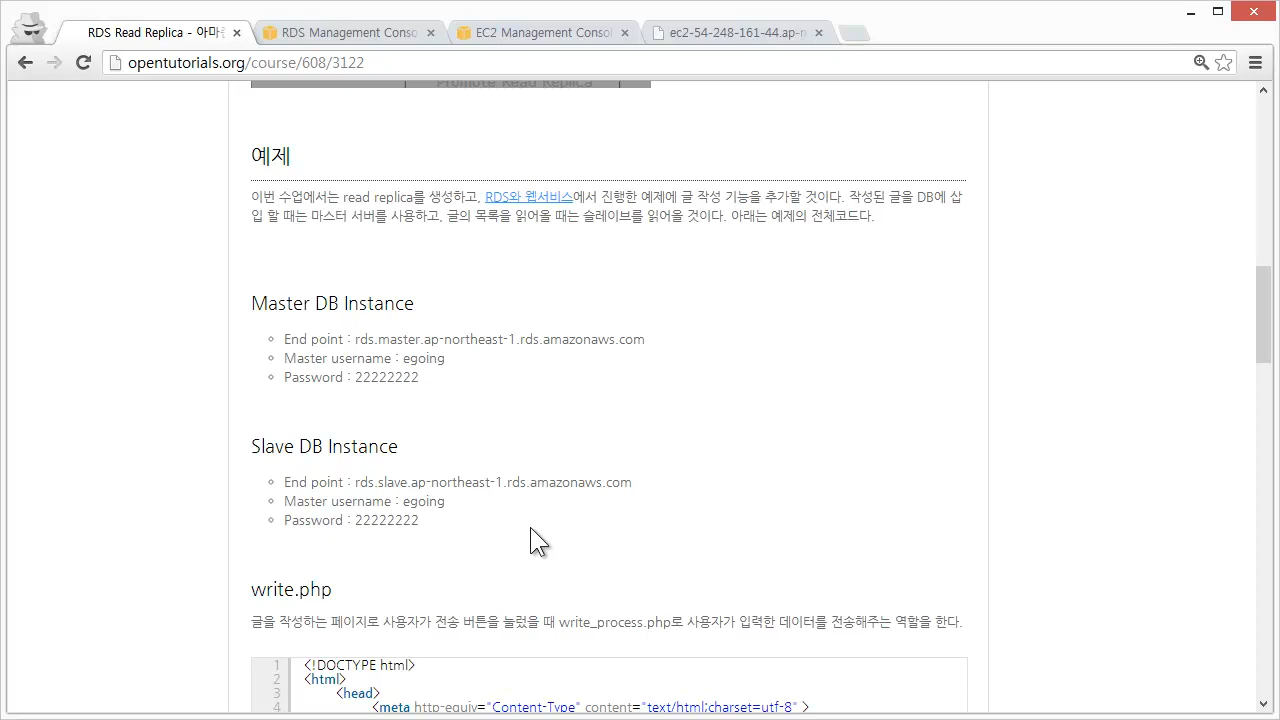 RDS Read Replica - 아마
RDS Management Conso
EC2 Management Consol
ec2-54-248-161-44.ap-n
opentutorials.org/course/608/3122
Promote Read Replica
예제
이번 수업에서는 read replica를 생성하고, RDS와 웹서비스에서 진행한 예제에 글 작성 기능을 추가할 것이다. 작성된 글을 DB에 삽
입 할 때는 마스터 서버를 사용하고, 글의 목록을 읽어올 때는 슬레이브를 읽어올 것이다. 아래는 예제의 전체코드다.
Master DB Instance
End point : rds.master.ap-northeast-1.rds.amazonaws.com
Master username : egoing
Password : 22222222
Slave DB Instance
End point : rds.slave.ap-northeast-1.rds.amazonaws.com
Master username : egoing
Password : 22222222
write.php
글을 작성하는 페이지로 사용자가 전송 버튼을 눌렀을 때 write_process.php로 사용자가 입력한 데이터를 전송해주는 역할을 한다.
1 <!DOCTYPE html>
2 <html>
3 <head>
4 <meta http-equiv="Content-Type" content="text/html;charset=utf-8" >